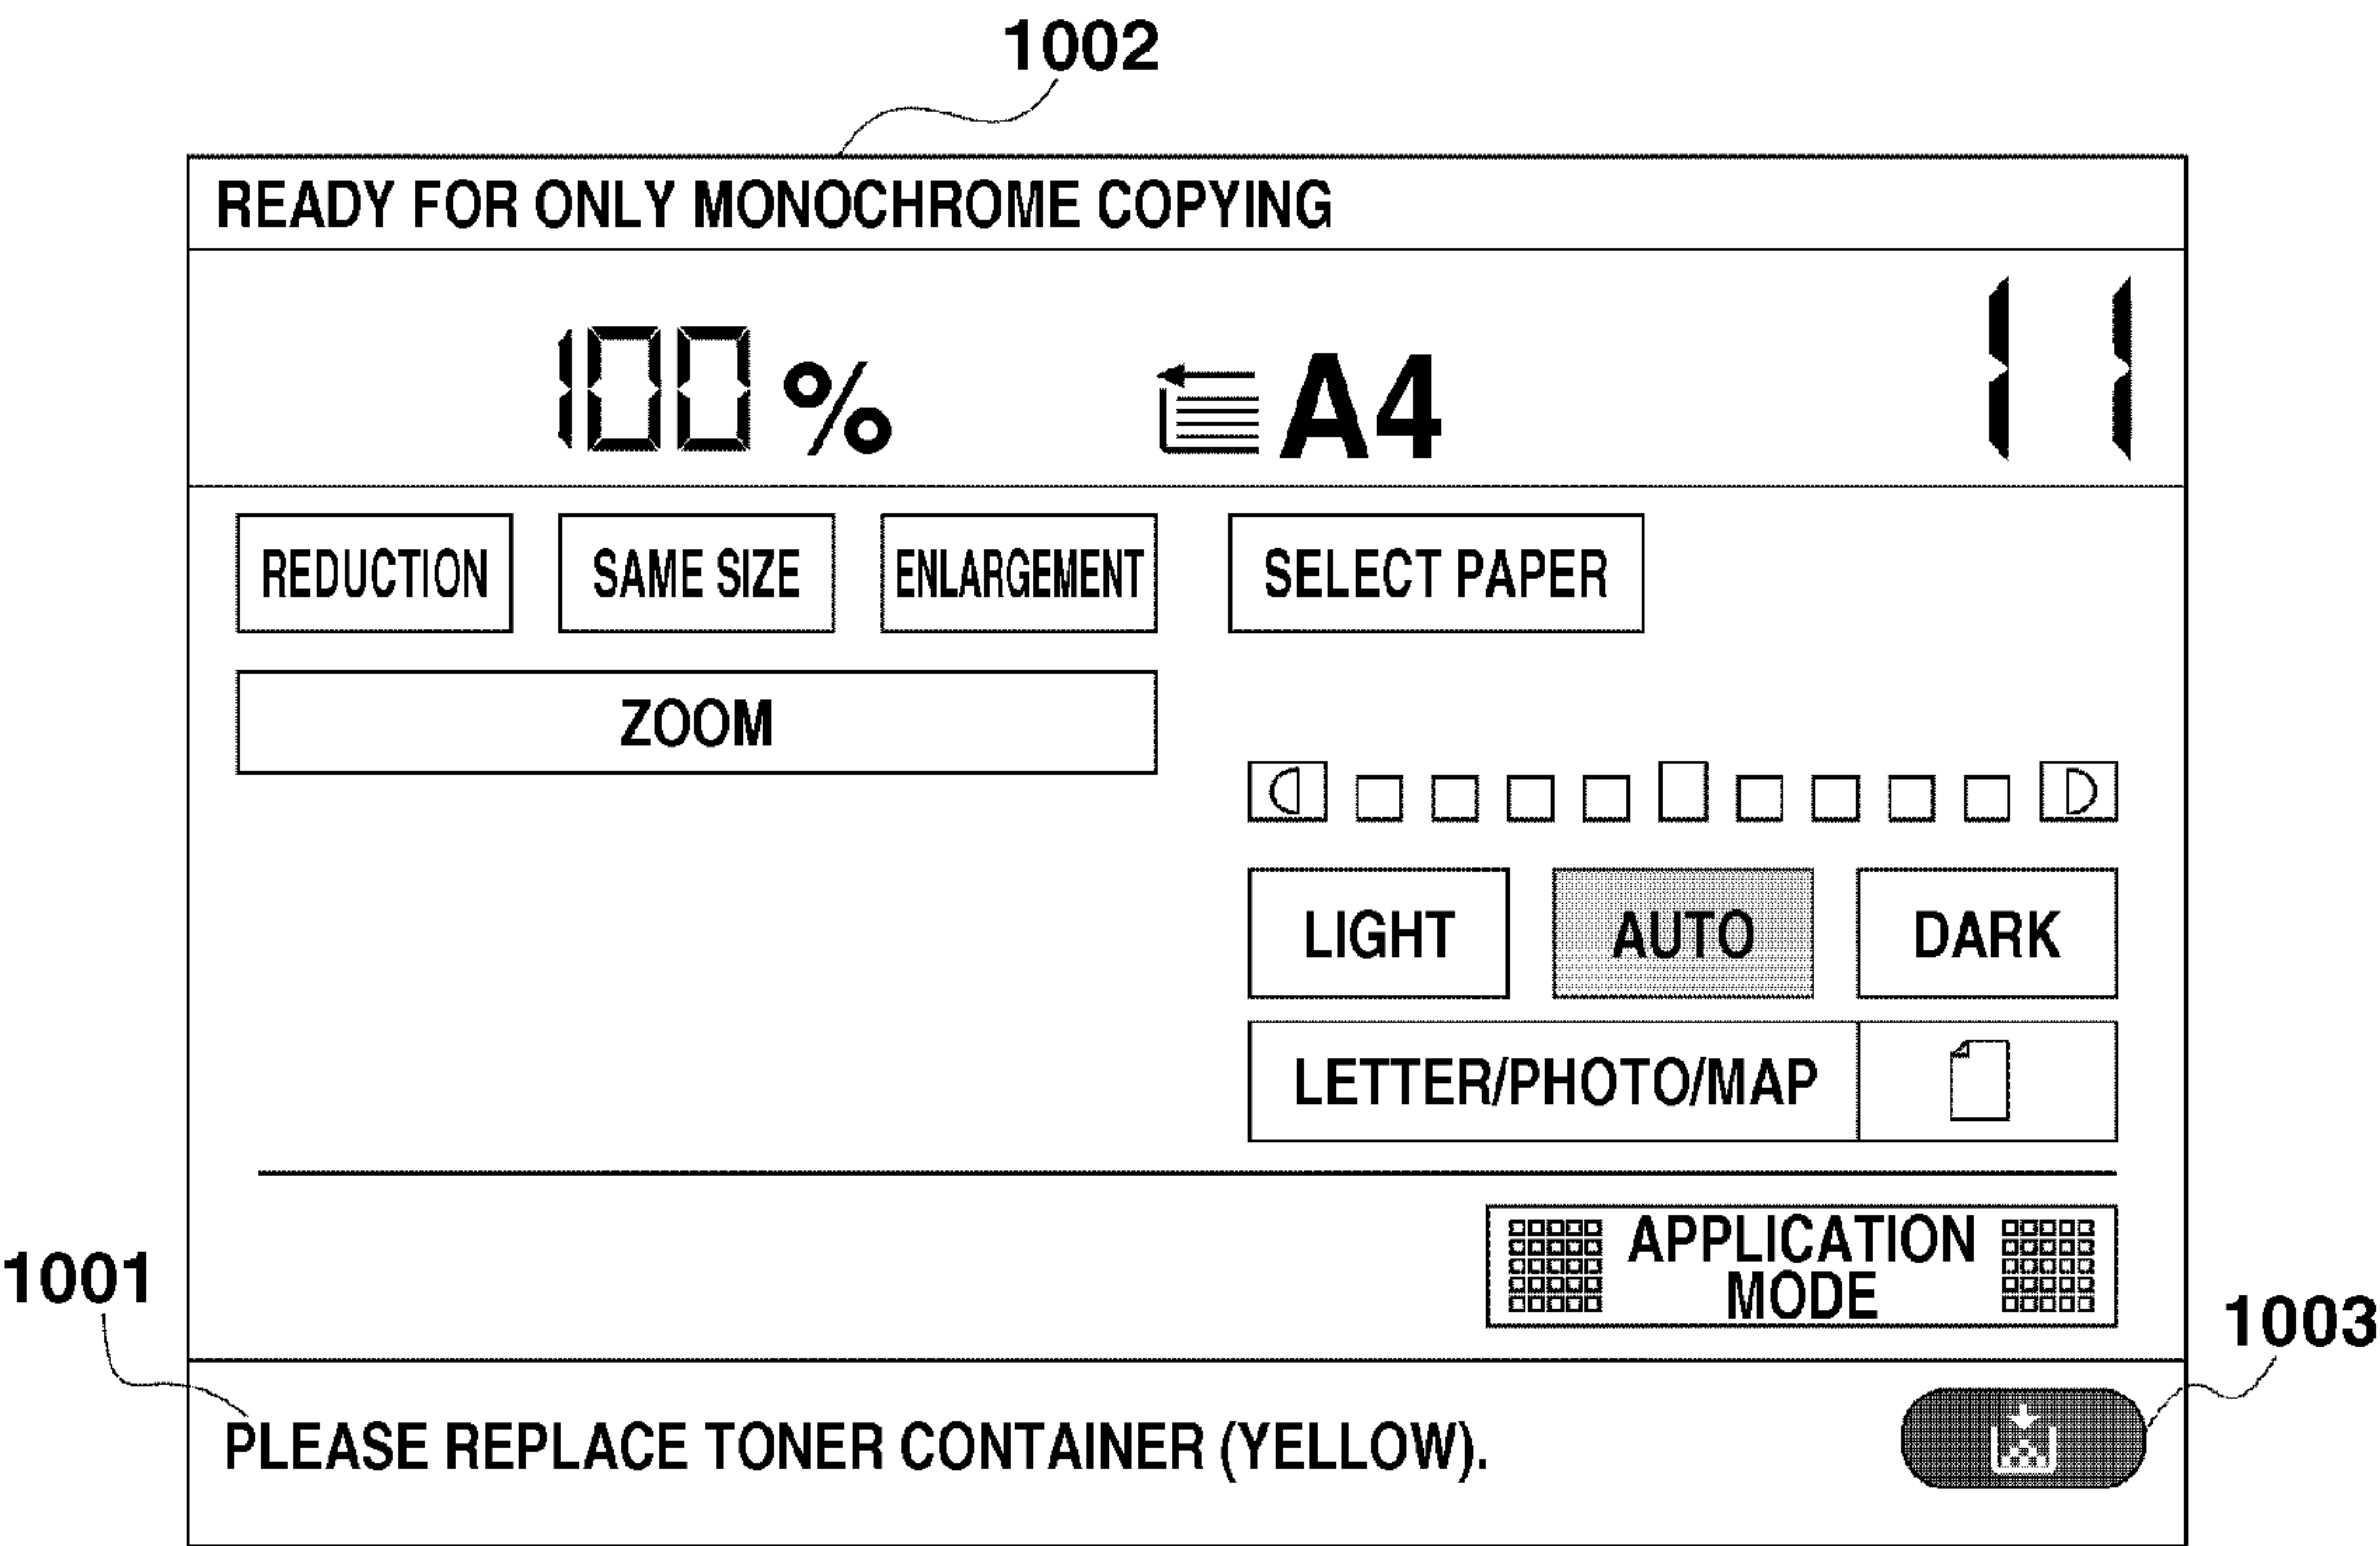 1002
READY FOR ONLY MONOCHROME COPYING
100% A4 11
REDUCTION SAME SIZE ENLARGEMENT SELECT PAPER
ZOOM
LIGHT AUTO DARK
LETTER/PHOTO/MAP
APPLICATION
MODE
1001
1003
PLEASE REPLACE TONER CONTAINER (YELLOW).